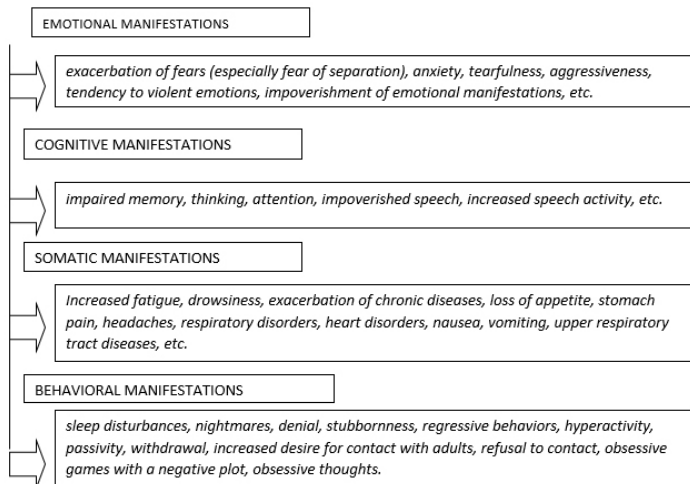 EMOTIONAL MANIFESTATIONS
exacerbation of fears (especially fear of separation), anxiety, tearfulness, aggressiveness,
tendency to violent emotions, impoverishment of emotional manifestations, etc.
COGNITIVE MANIFESTATIONS
impaired memory, thinking, attention, impoverished speech, increased speech activity, etc.
SOMATIC MANIFESTATIONS
Increased fatigue, drowsiness, exacerbation of chronic diseases, loss of appetite, stomach
pain, headaches, respiratory disorders, heart disorders, nausea, vomiting, upper respiratory
tract diseases, etc.
BEHAVIORAL MANIFESTATIONS
sleep disturbances, nightmares, denial, stubbornness, regressive behaviors, hyperactivity,
passivity, withdrawal, increased desire for contact with adults, refusal to contact, obsessive
games with a negative plot, obsessive thoughts.